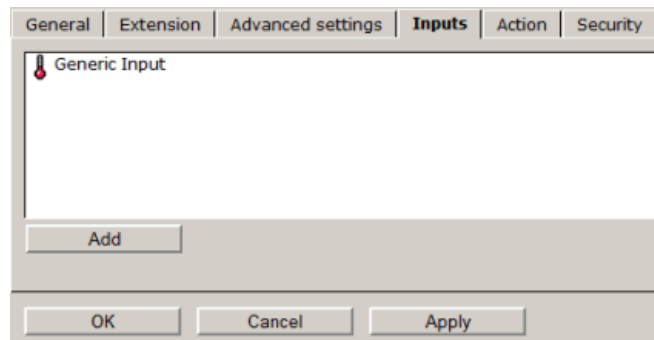 General Extension Advanced settings Inputs Action Security
Generic Input
Add
OK Cancel Apply